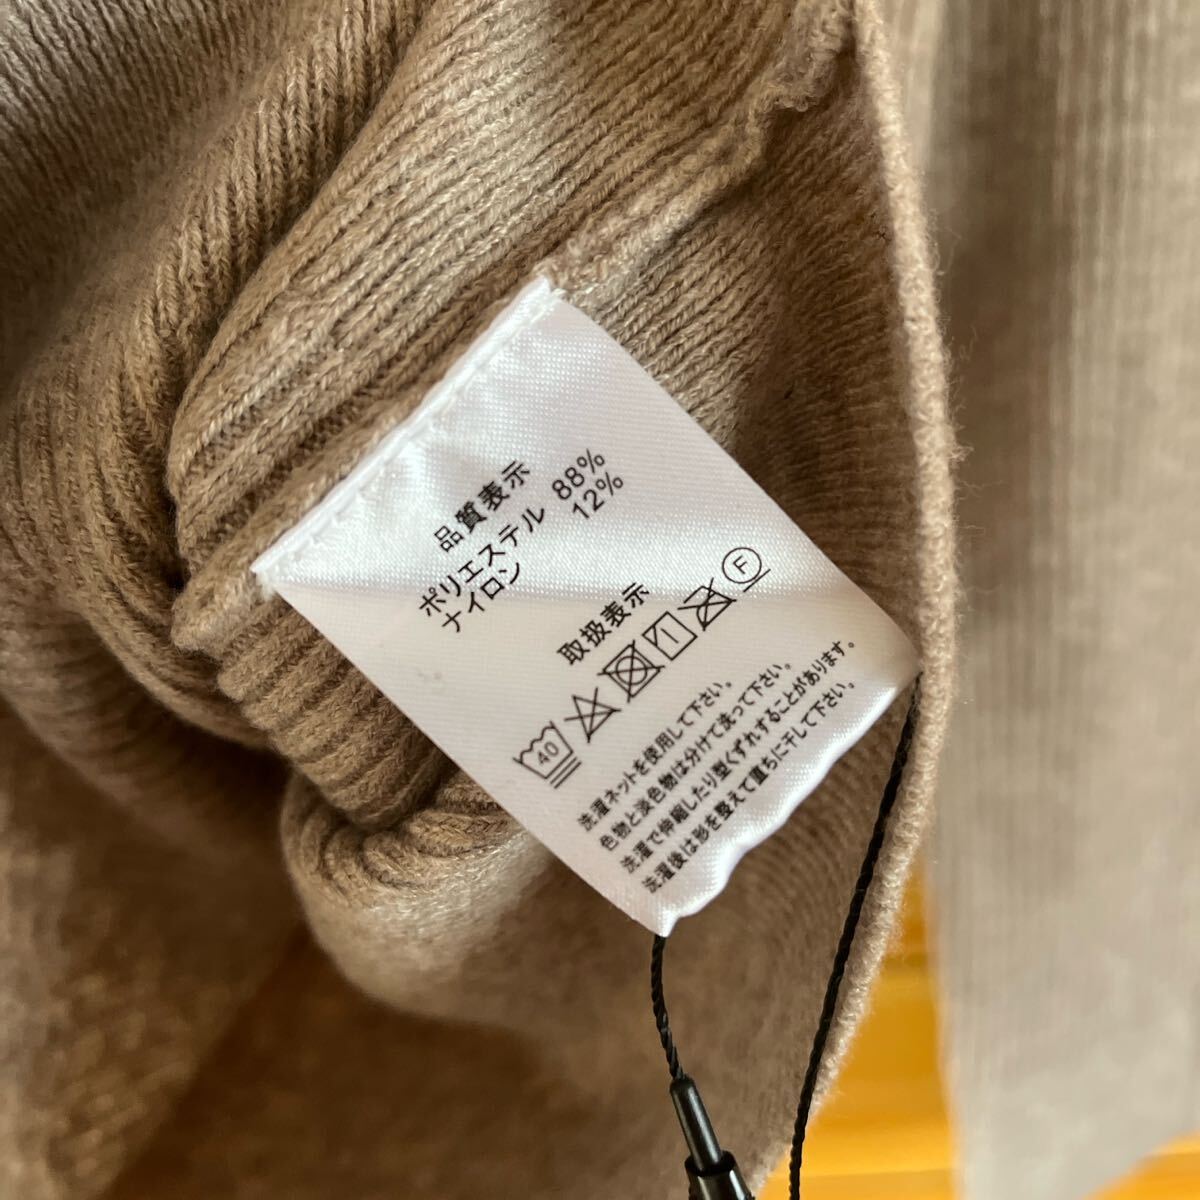 品質表示
ポリエステル 88%
ナイロン 12%
取扱表示
40 F
洗濯ネットを使用して下さい。
色物と淡色物は分けて洗って下さい。
洗濯で伸縮したり型くずれすることがあります。
洗濯後は形を整えて直ちに干して下さい。